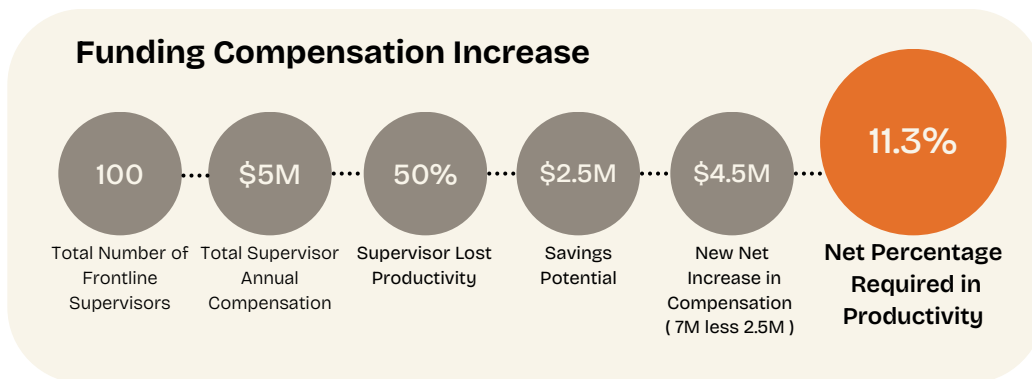 Funding Compensation Increase
100
Total Number of
Frontline
Supervisors
$5M
Total Supervisor
Annual
Compensation
50%
Supervisor Lost
Productivity
$2.5M
Savings
Potential
$4.5M
New Net
Increase in
Compensation
( 7M less 2.5M )
11.3%
Net Percentage
Required in
Productivity